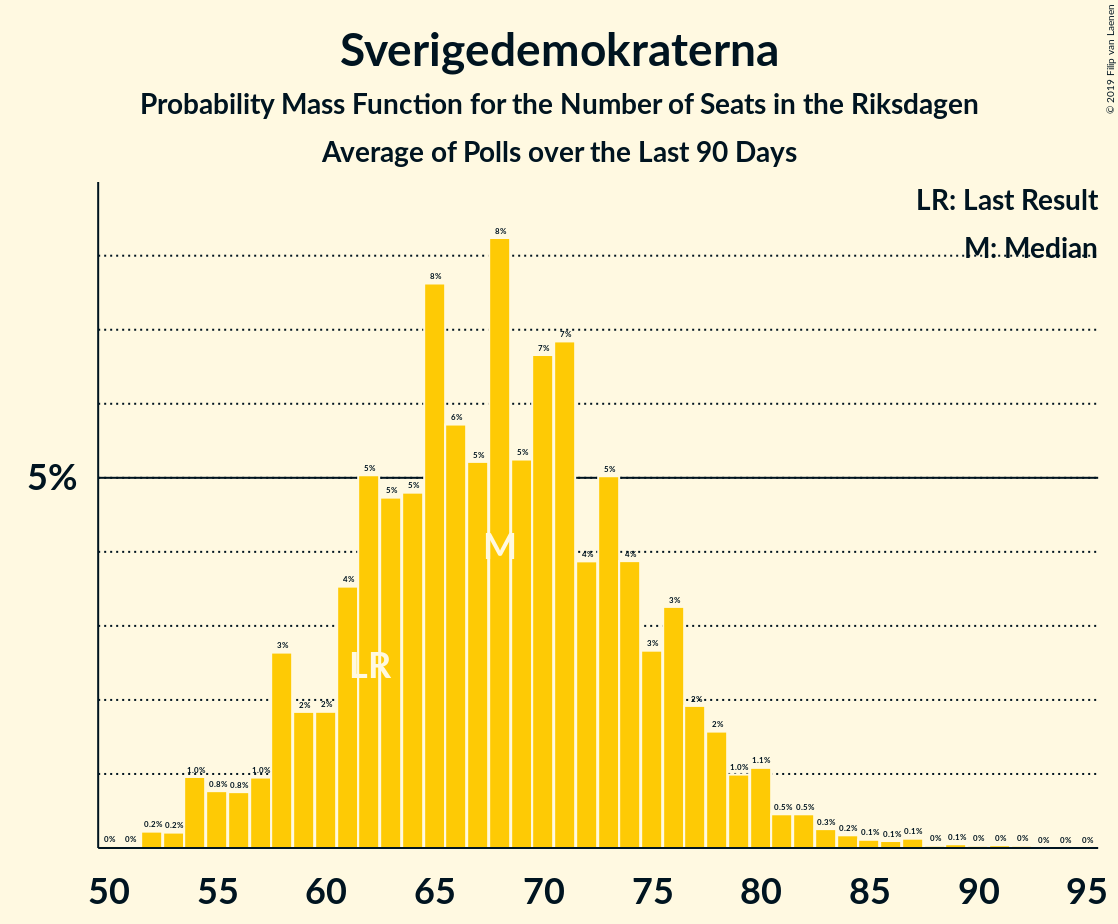 Sverigedemokraterna
Probability Mass Function for the Number of Seats in the Riksdagen
Average of Polls over the Last 90 Days
© 2019 Filip van Laenen
LR: Last Result
M: Median
5%
0% 0% 0.2% 0.2% 1.0% 0.8% 0.8% 1.0% 3% 2% 2% 4% 5% 5% 5% 8% 6% 5% 8% 5% 7% 7% 4% 5% 4% 3% 3% 2% 2% 1.0% 1.1% 0.5% 0.5% 0.3% 0.2% 0.1% 0.1% 0.1% 0% 0.1% 0% 0% 0% 0% 0% 0%
M
LR
50 55 60 65 70 75 80 85 90 95